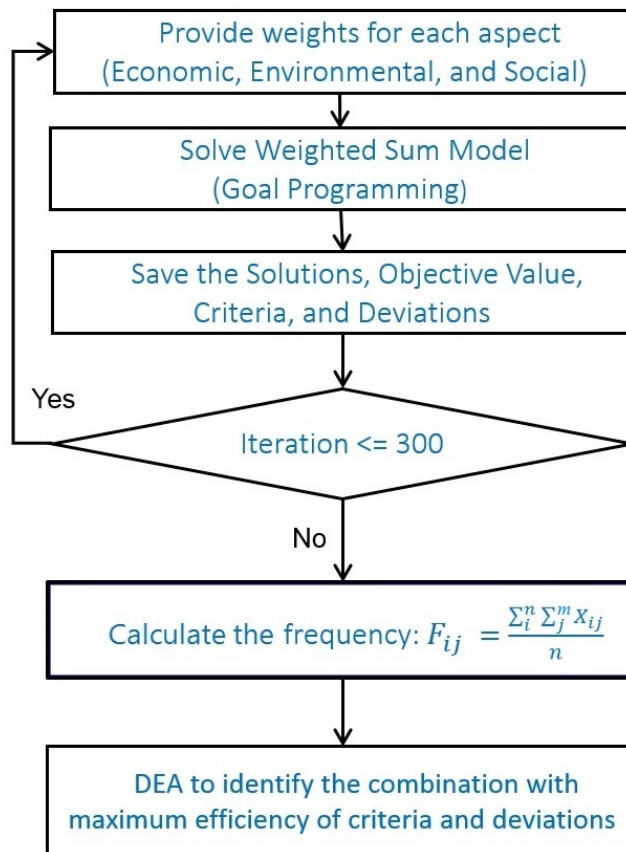 Provide weights for each aspect
(Economic, Environmental, and Social)
Solve Weighted Sum Model
(Goal Programming)
Save the Solutions, Objective Value,
Criteria, and Deviations
Yes
Iteration <= 300
No
Calculate the frequency: $F_{ij} = \frac{\sum_i^n \sum_j^m X_{ij}}{n}$
DEA to identify the combination with
maximum efficiency of criteria and deviations